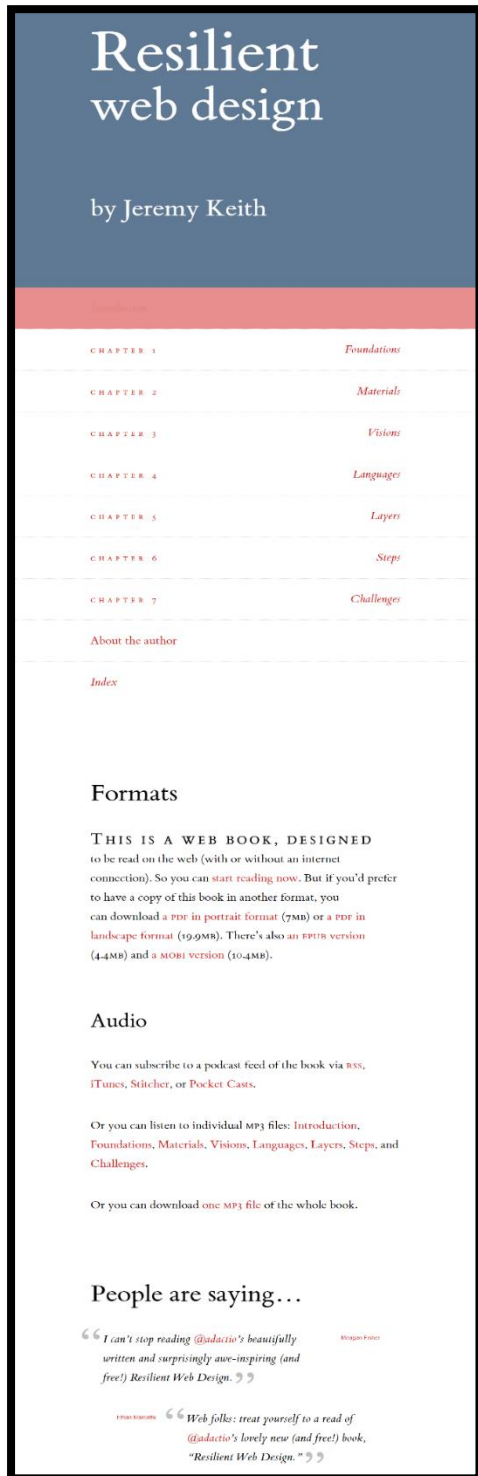 Resilient
web design
by Jeremy Keith
Introduction
CHAPTER 1 Foundations
CHAPTER 2 Materials
CHAPTER 3 Visions
CHAPTER 4 Languages
CHAPTER 5 Layers
CHAPTER 6 Steps
CHAPTER 7 Challenges
About the author
Index
Formats
THIS IS A WEB BOOK, DESIGNED
to be read on the web (with or without an internet
connection). So you can start reading now. But if you’d prefer
to have a copy of this book in another format, you
can download a PDF in portrait format (7MB) or a PDF in
landscape format (19.9MB). There’s also an EPUB version
(4.4MB) and a MOBI version (10.4MB).
Audio
You can subscribe to a podcast feed of the book via RSS,
iTunes, Stitcher, or Pocket Casts.
Or you can listen to individual MP3 files: Introduction,
Foundations, Materials, Visions, Languages, Layers, Steps, and
Challenges.
Or you can download one MP3 file of the whole book.
People are saying…
“I can’t stop reading @adactio’s beautifully
written and surprisingly awe-inspiring (and
free!) Resilient Web Design.”
Meagan Fisher
Ethan Marcotte
“Web folks: treat yourself to a read of
@adactio’s lovely new (and free!) book,
“Resilient Web Design.””